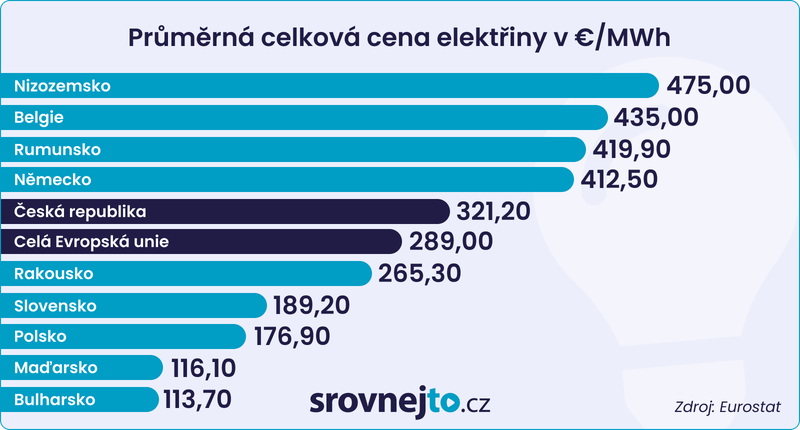 Průměrná celková cena elektřiny v €/MWh
Nizozemsko 475,00
Belgie 435,00
Rumunsko 419,90
Německo 412,50
Česká republika 321,20
Celá Evropská unie 289,00
Rakousko 265,30
Slovensko 189,20
Polsko 176,90
Maďarsko 116,10
Bulharsko 113,70
srovnejto.cz
Zdroj: Eurostat